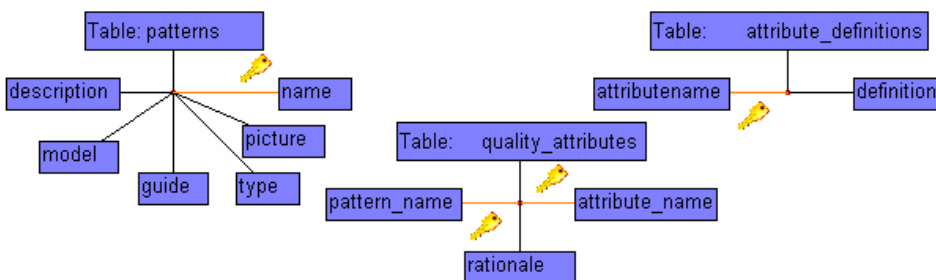 Table: patterns
description
name
model
picture
guide
type
Table: attribute_definitions
attributename
definition
Table: quality_attributes
pattern_name
attribute_name
rationale